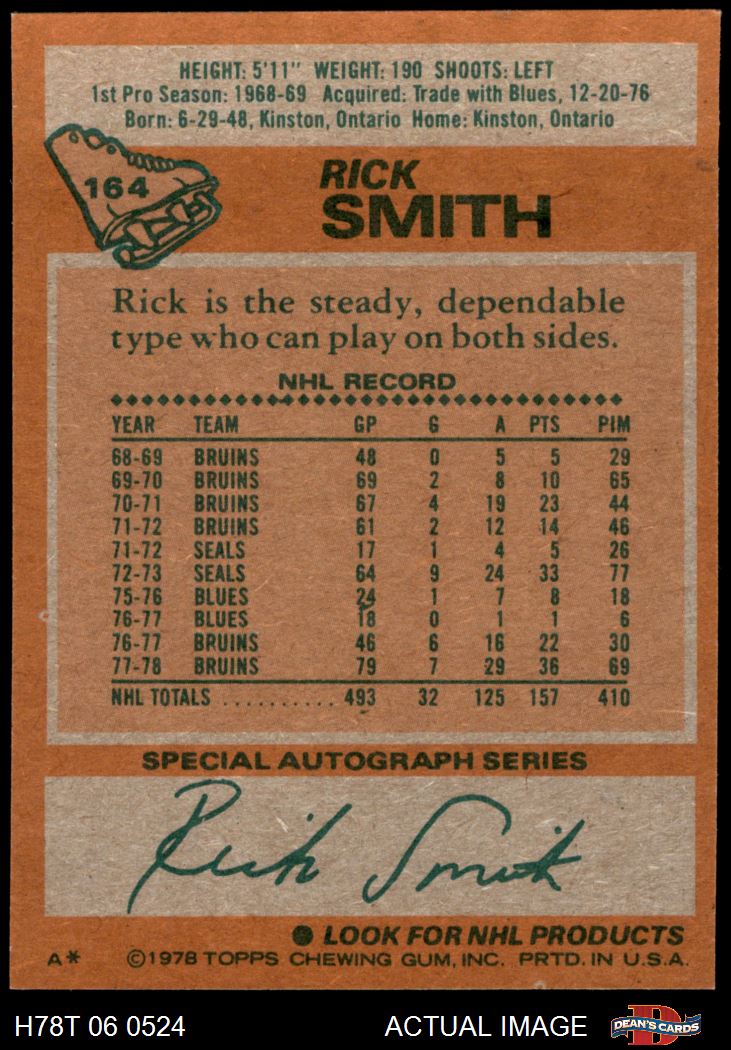 HEIGHT: 5'11" WEIGHT: 190 SHOOTS: LEFT
1st Pro Season: 1968-69 Acquired: Trade with Blues, 12-20-76
Born: 6-29-48, Kinston, Ontario Home: Kinston, Ontario
164
RICK
SMITH
Rick is the steady, dependable
type who can play on both sides.
NHL RECORD
YEAR TEAM GP G A PTS PIM
68-69 BRUINS 48 0 5 5 29
69-70 BRUINS 69 2 8 10 65
70-71 BRUINS 67 4 19 23 44
71-72 BRUINS 61 2 12 14 46
71-72 SEALS 17 1 4 5 26
72-73 SEALS 64 9 24 33 77
75-76 BLUES 24 1 7 8 18
76-77 BLUES 18 0 1 1 6
76-77 BRUINS 46 6 16 22 30
77-78 BRUINS 79 7 29 36 69
NHL TOTALS .......... 493 32 125 157 410
SPECIAL AUTOGRAPH SERIES
Rick Smith
● LOOK FOR NHL PRODUCTS
A* ©1978 TOPPS CHEWING GUM, INC. PRTD. IN U.S.A.
H78T 06 0524 ACTUAL IMAGE D DEAN'S CARDS